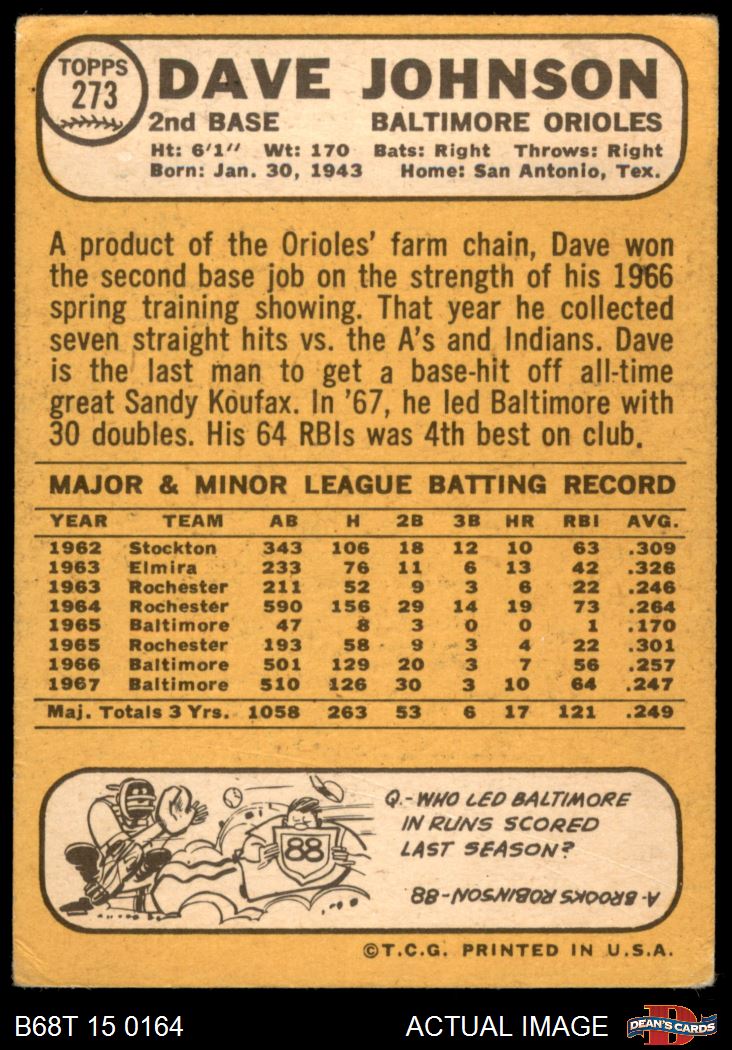 TOPPS
273
DAVE JOHNSON
2nd BASE BALTIMORE ORIOLES
Ht: 6'1" Wt: 170 Bats: Right Throws: Right
Born: Jan. 30, 1943 Home: San Antonio, Tex.
A product of the Orioles' farm chain, Dave won
the second base job on the strength of his 1966
spring training showing. That year he collected
seven straight hits vs. the A's and Indians. Dave
is the last man to get a base-hit off all-time
great Sandy Koufax. In '67, he led Baltimore with
30 doubles. His 64 RBIs was 4th best on club.
MAJOR & MINOR LEAGUE BATTING RECORD
YEAR TEAM AB H 2B 3B HR RBI AVG.
1962 Stockton 343 106 18 12 10 63 .309
1963 Elmira 233 76 11 6 13 42 .326
1963 Rochester 211 52 9 3 6 22 .246
1964 Rochester 590 156 29 14 19 73 .264
1965 Baltimore 47 8 3 0 0 1 .170
1965 Rochester 193 58 9 3 4 22 .301
1966 Baltimore 501 129 20 3 7 56 .257
1967 Baltimore 510 126 30 3 10 64 .247
Maj. Totals 3 Yrs. 1058 263 53 6 17 121 .249
88
Q.-WHO LED BALTIMORE
IN RUNS SCORED
LAST SEASON?
A-BROOKS ROBINSON-88
©T.C.G. PRINTED IN U.S.A.
B68T 15 0164 ACTUAL IMAGE
DEAN'S CARDS